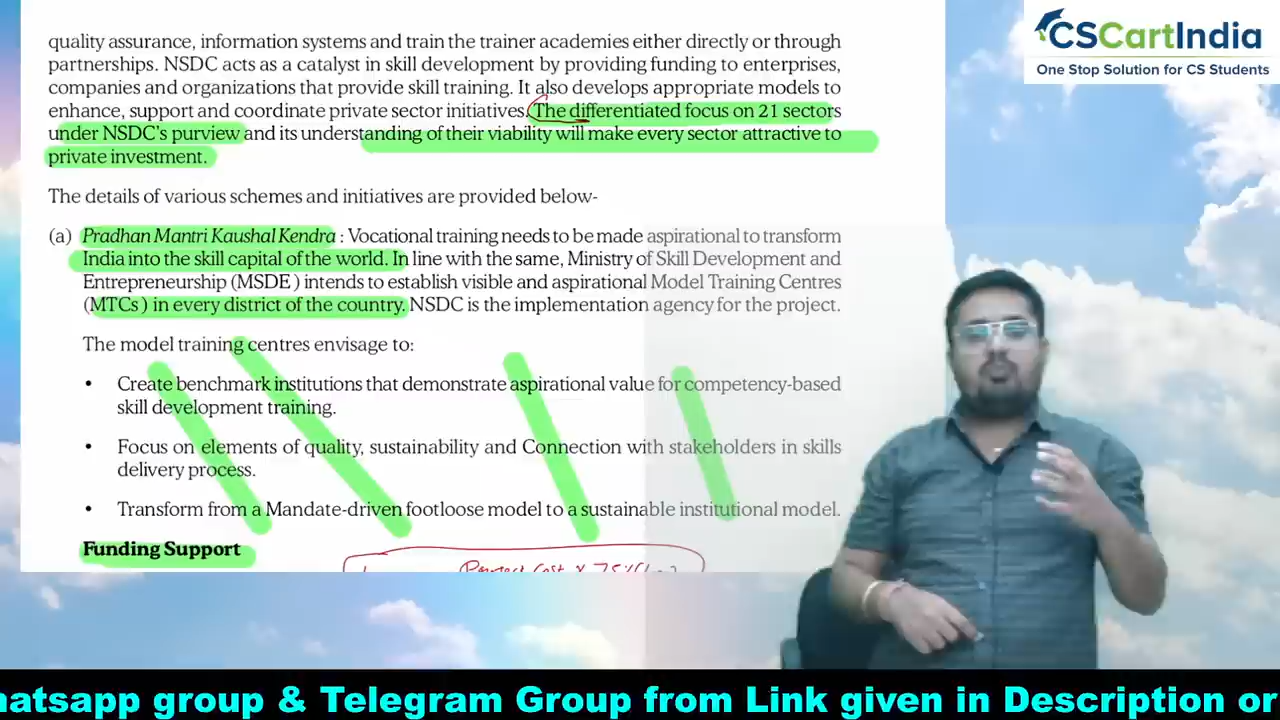 quality assurance, information systems and train the trainer academies either directly or through
partnerships. NSDC acts as a catalyst in skill development by providing funding to enterprises,
companies and organizations that provide skill training. It also develops appropriate models to
enhance, support and coordinate private sector initiatives. The differentiated focus on 21 sectors
under NSDC's purview and its understanding of their viability will make every sector attractive to
private investment.
The details of various schemes and initiatives are provided below-
(a) Pradhan Mantri Kaushal Kendra : Vocational training needs to be made aspirational to transform
India into the skill capital of the world. In line with the same, Ministry of Skill Development and
Entrepreneurship (MSDE ) intends to establish visible and aspirational Model Training Centres
(MTCs ) in every district of the country. NSDC is the implementation agency for the project.
The model training centres envisage to:
• Create benchmark institutions that demonstrate aspirational value for competency-based
skill development training.
• Focus on elements of quality, sustainability and Connection with stakeholders in skills
delivery process.
• Transform from a Mandate-driven footloose model to a sustainable institutional model.
Funding Support
CSCartIndia
One Stop Solution for CS Students
hatsapp group & Telegram Group from Link given in Description or